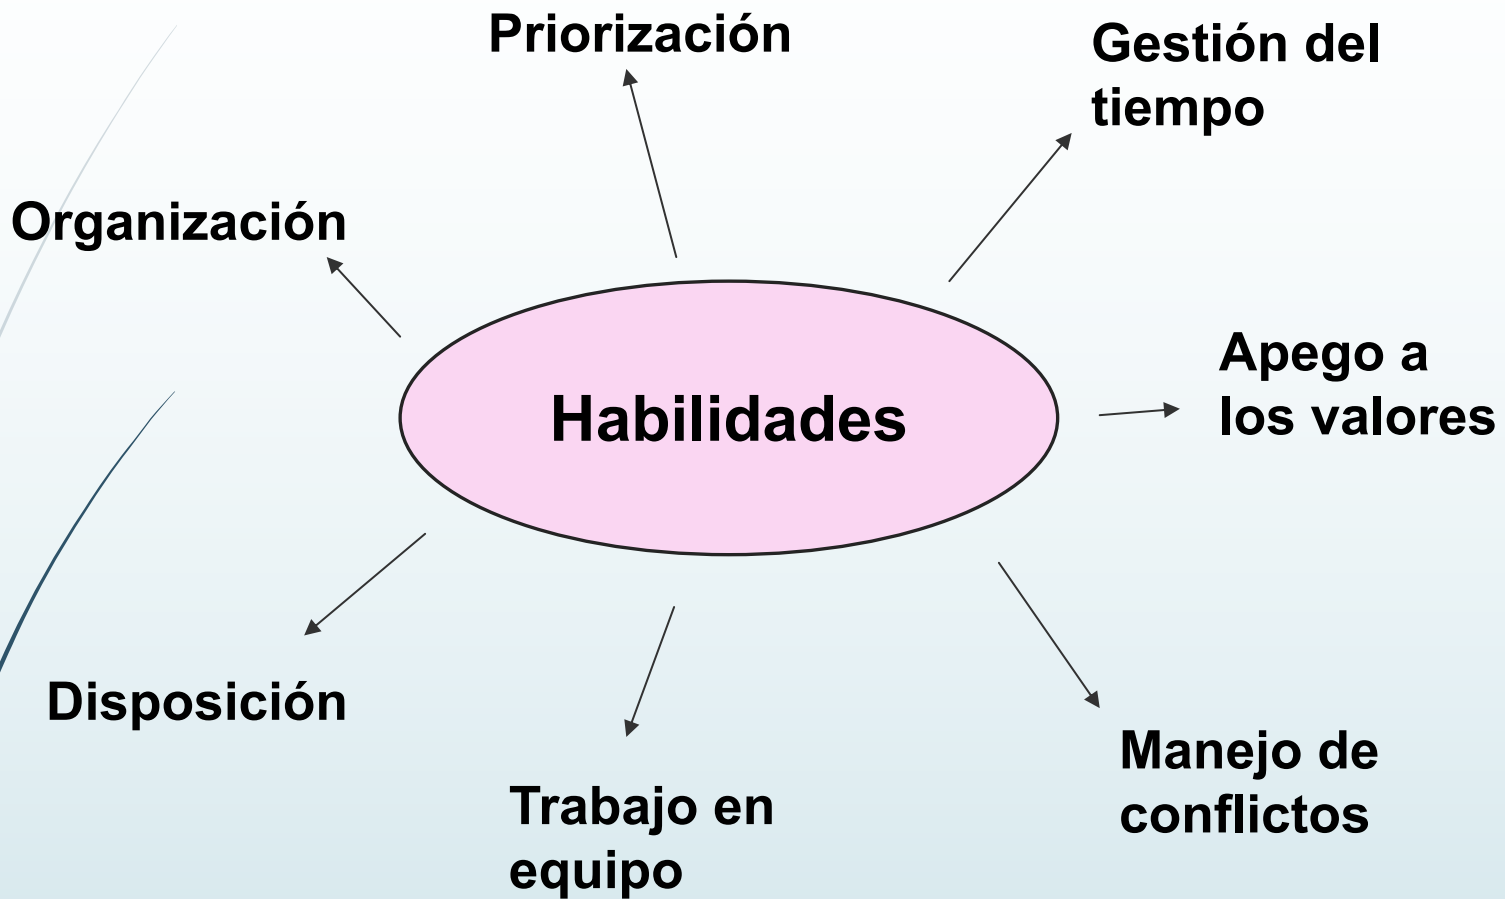 Priorización
Gestión del
tiempo
Organización
Habilidades
Apego a
los valores
Disposición
Trabajo en
equipo
Manejo de
conflictos